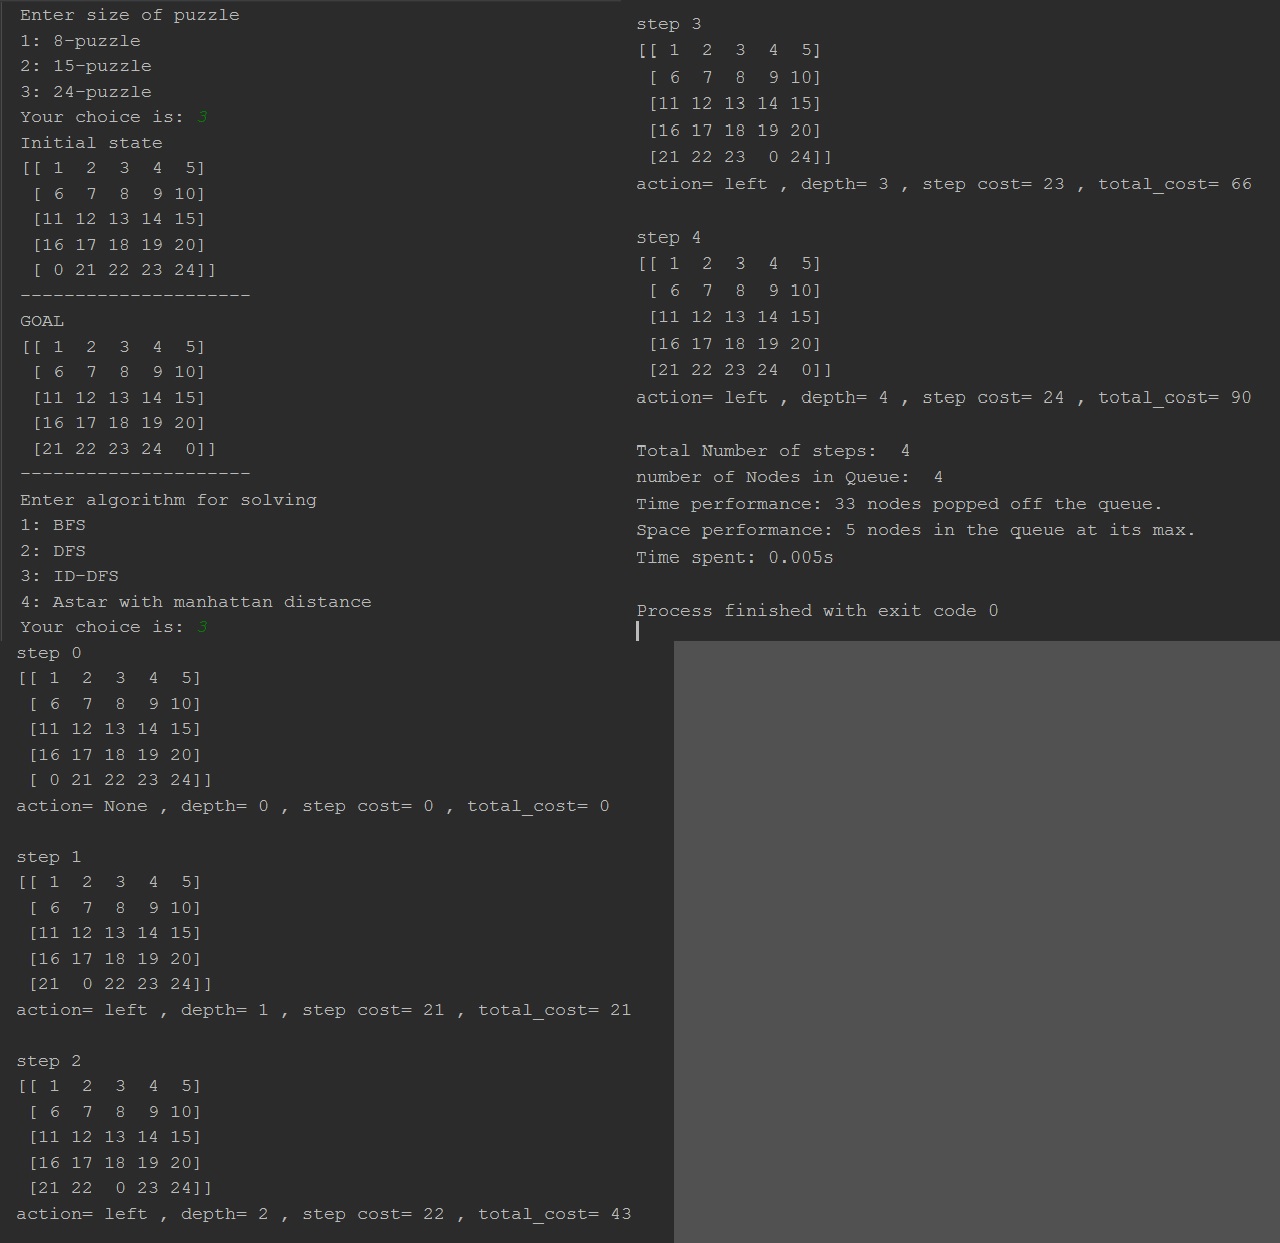 Enter size of puzzle
1: 8-puzzle
2: 15-puzzle
3: 24-puzzle
Your choice is: 3
Initial state
[[ 1  2  3  4  5]
 [ 6  7  8  9 10]
 [11 12 13 14 15]
 [16 17 18 19 20]
 [ 0 21 22 23 24]]
---------------------
GOAL
[[ 1  2  3  4  5]
 [ 6  7  8  9 10]
 [11 12 13 14 15]
 [16 17 18 19 20]
 [21 22 23 24  0]]
---------------------
Enter algorithm for solving
1: BFS
2: DFS
3: ID-DFS
4: Astar with manhattan distance
Your choice is: 3
step 0
[[ 1  2  3  4  5]
 [ 6  7  8  9 10]
 [11 12 13 14 15]
 [16 17 18 19 20]
 [ 0 21 22 23 24]]
action= None , depth= 0 , step cost= 0 , total_cost= 0
step 1
[[ 1  2  3  4  5]
 [ 6  7  8  9 10]
 [11 12 13 14 15]
 [16 17 18 19 20]
 [21  0 22 23 24]]
action= left , depth= 1 , step cost= 21 , total_cost= 21
step 2
[[ 1  2  3  4  5]
 [ 6  7  8  9 10]
 [11 12 13 14 15]
 [16 17 18 19 20]
 [21 22  0 23 24]]
action= left , depth= 2 , step cost= 22 , total_cost= 43
step 3
[[ 1  2  3  4  5]
 [ 6  7  8  9 10]
 [11 12 13 14 15]
 [16 17 18 19 20]
 [21 22 23  0 24]]
action= left , depth= 3 , step cost= 23 , total_cost= 66
step 4
[[ 1  2  3  4  5]
 [ 6  7  8  9 10]
 [11 12 13 14 15]
 [16 17 18 19 20]
 [21 22 23 24  0]]
action= left , depth= 4 , step cost= 24 , total_cost= 90
Total Number of steps:  4
number of Nodes in Queue:  4
Time performance: 33 nodes popped off the queue.
Space performance: 5 nodes in the queue at its max.
Time spent: 0.005s
Process finished with exit code 0